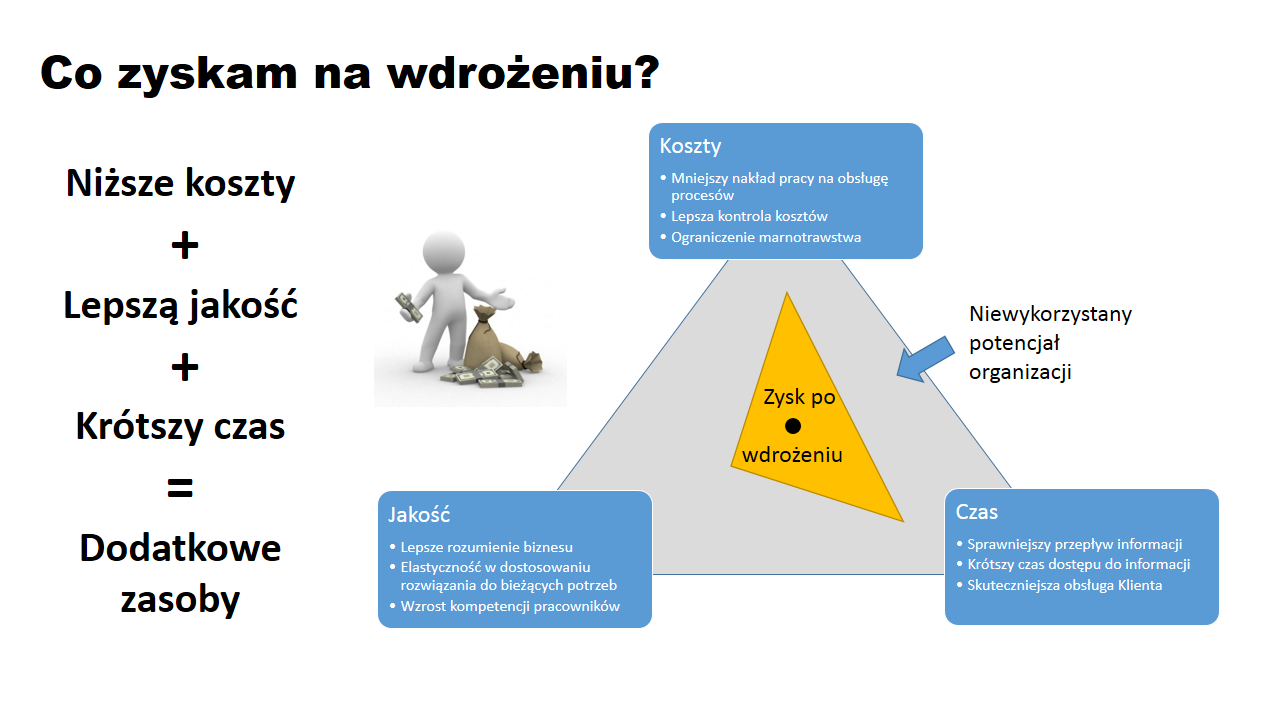 Co zyskam na wdrożeniu?
Niższe koszty
+
Lepszą jakość
+
Krótszy czas
=
Dodatkowe
zasoby
Koszty
• Mniejszy nakład pracy na obsługę
procesów
• Lepsza kontrola kosztów
• Ograniczenie marnotrawstwa
Niewykorzystany
potencjał
organizacji
Zysk po
wdrożeniu
Jakość
• Lepsze rozumienie biznesu
• Elastyczność w dostosowaniu
rozwiązania do bieżących potrzeb
• Wzrost kompetencji pracowników
Czas
• Sprawniejszy przepływ informacji
• Krótszy czas dostępu do informacji
• Skuteczniejsza obsługa Klienta